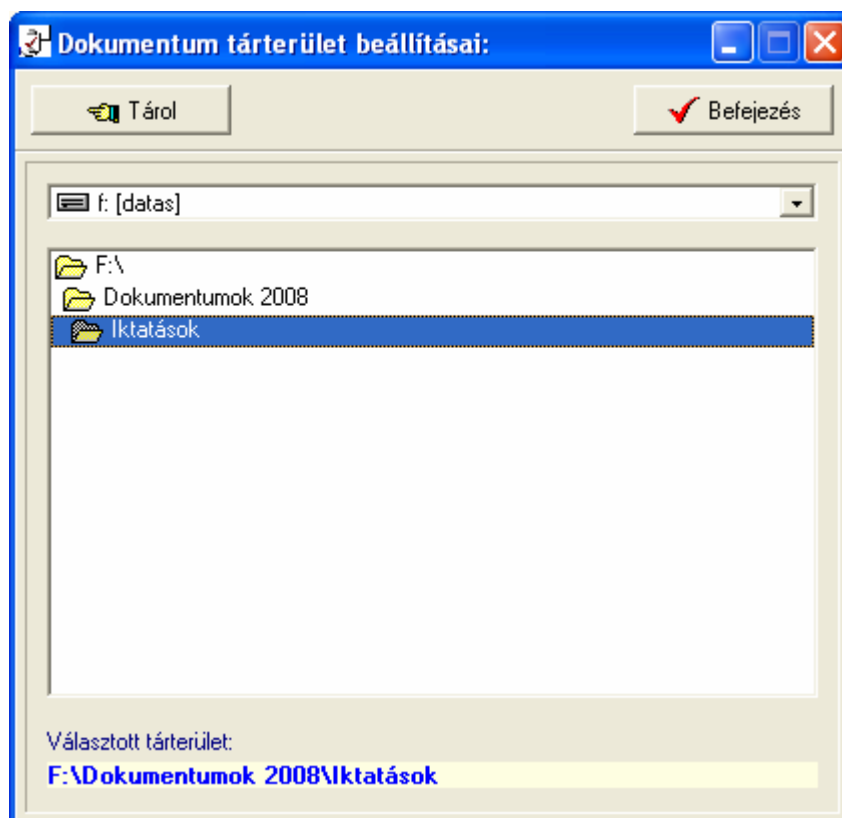 Dokumentum tárterület beállításai:
Tárol
Befejezés
f: [datas]
F:\
Dokumentumok 2008
Iktatások
Választott tárterület:
F:\Dokumentumok 2008\Iktatások